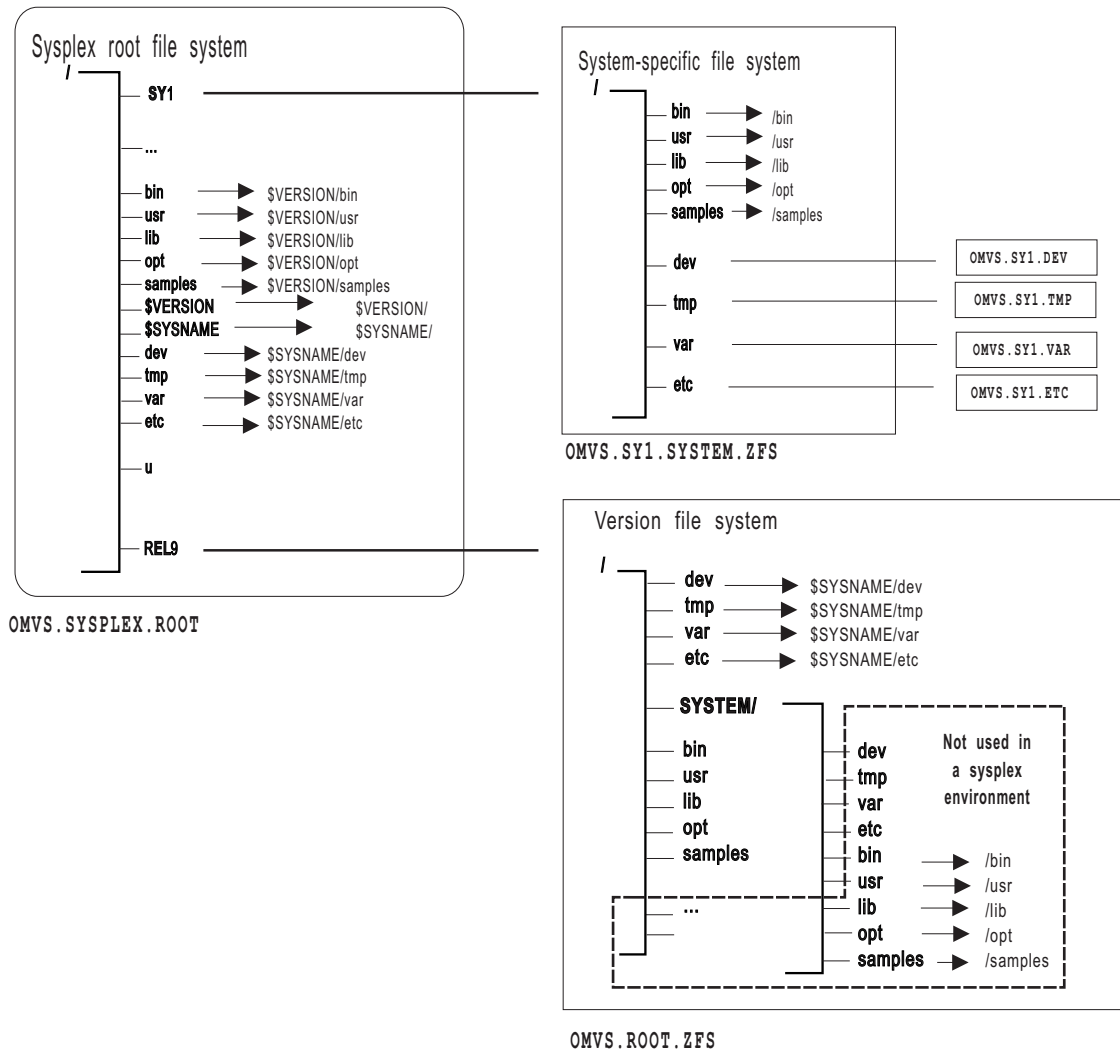 Sysplex root file system
/
SY1
...
bin $VERSION/bin
usr $VERSION/usr
lib $VERSION/lib
opt $VERSION/opt
samples $VERSION/samples
$VERSION $VERSION/
$SYSNAME $SYSNAME/
dev $SYSNAME/dev
tmp $SYSNAME/tmp
var $SYSNAME/var
etc $SYSNAME/etc
u
REL9
OMVS.SYSPLEX.ROOT
System-specific file system
/
bin /bin
usr /usr
lib /lib
opt /opt
samples /samples
dev OMVS.SY1.DEV
tmp OMVS.SY1.TMP
var OMVS.SY1.VAR
etc OMVS.SY1.ETC
OMVS.SY1.SYSTEM.ZFS
Version file system
/
dev $SYSNAME/dev
tmp $SYSNAME/tmp
var $SYSNAME/var
etc $SYSNAME/etc
SYSTEM/
bin
usr
lib
opt
samples
...
dev
tmp
var
etc
bin /bin
usr /usr
lib /lib
opt /opt
samples /samples
Not used in
a sysplex
environment
OMVS.ROOT.ZFS